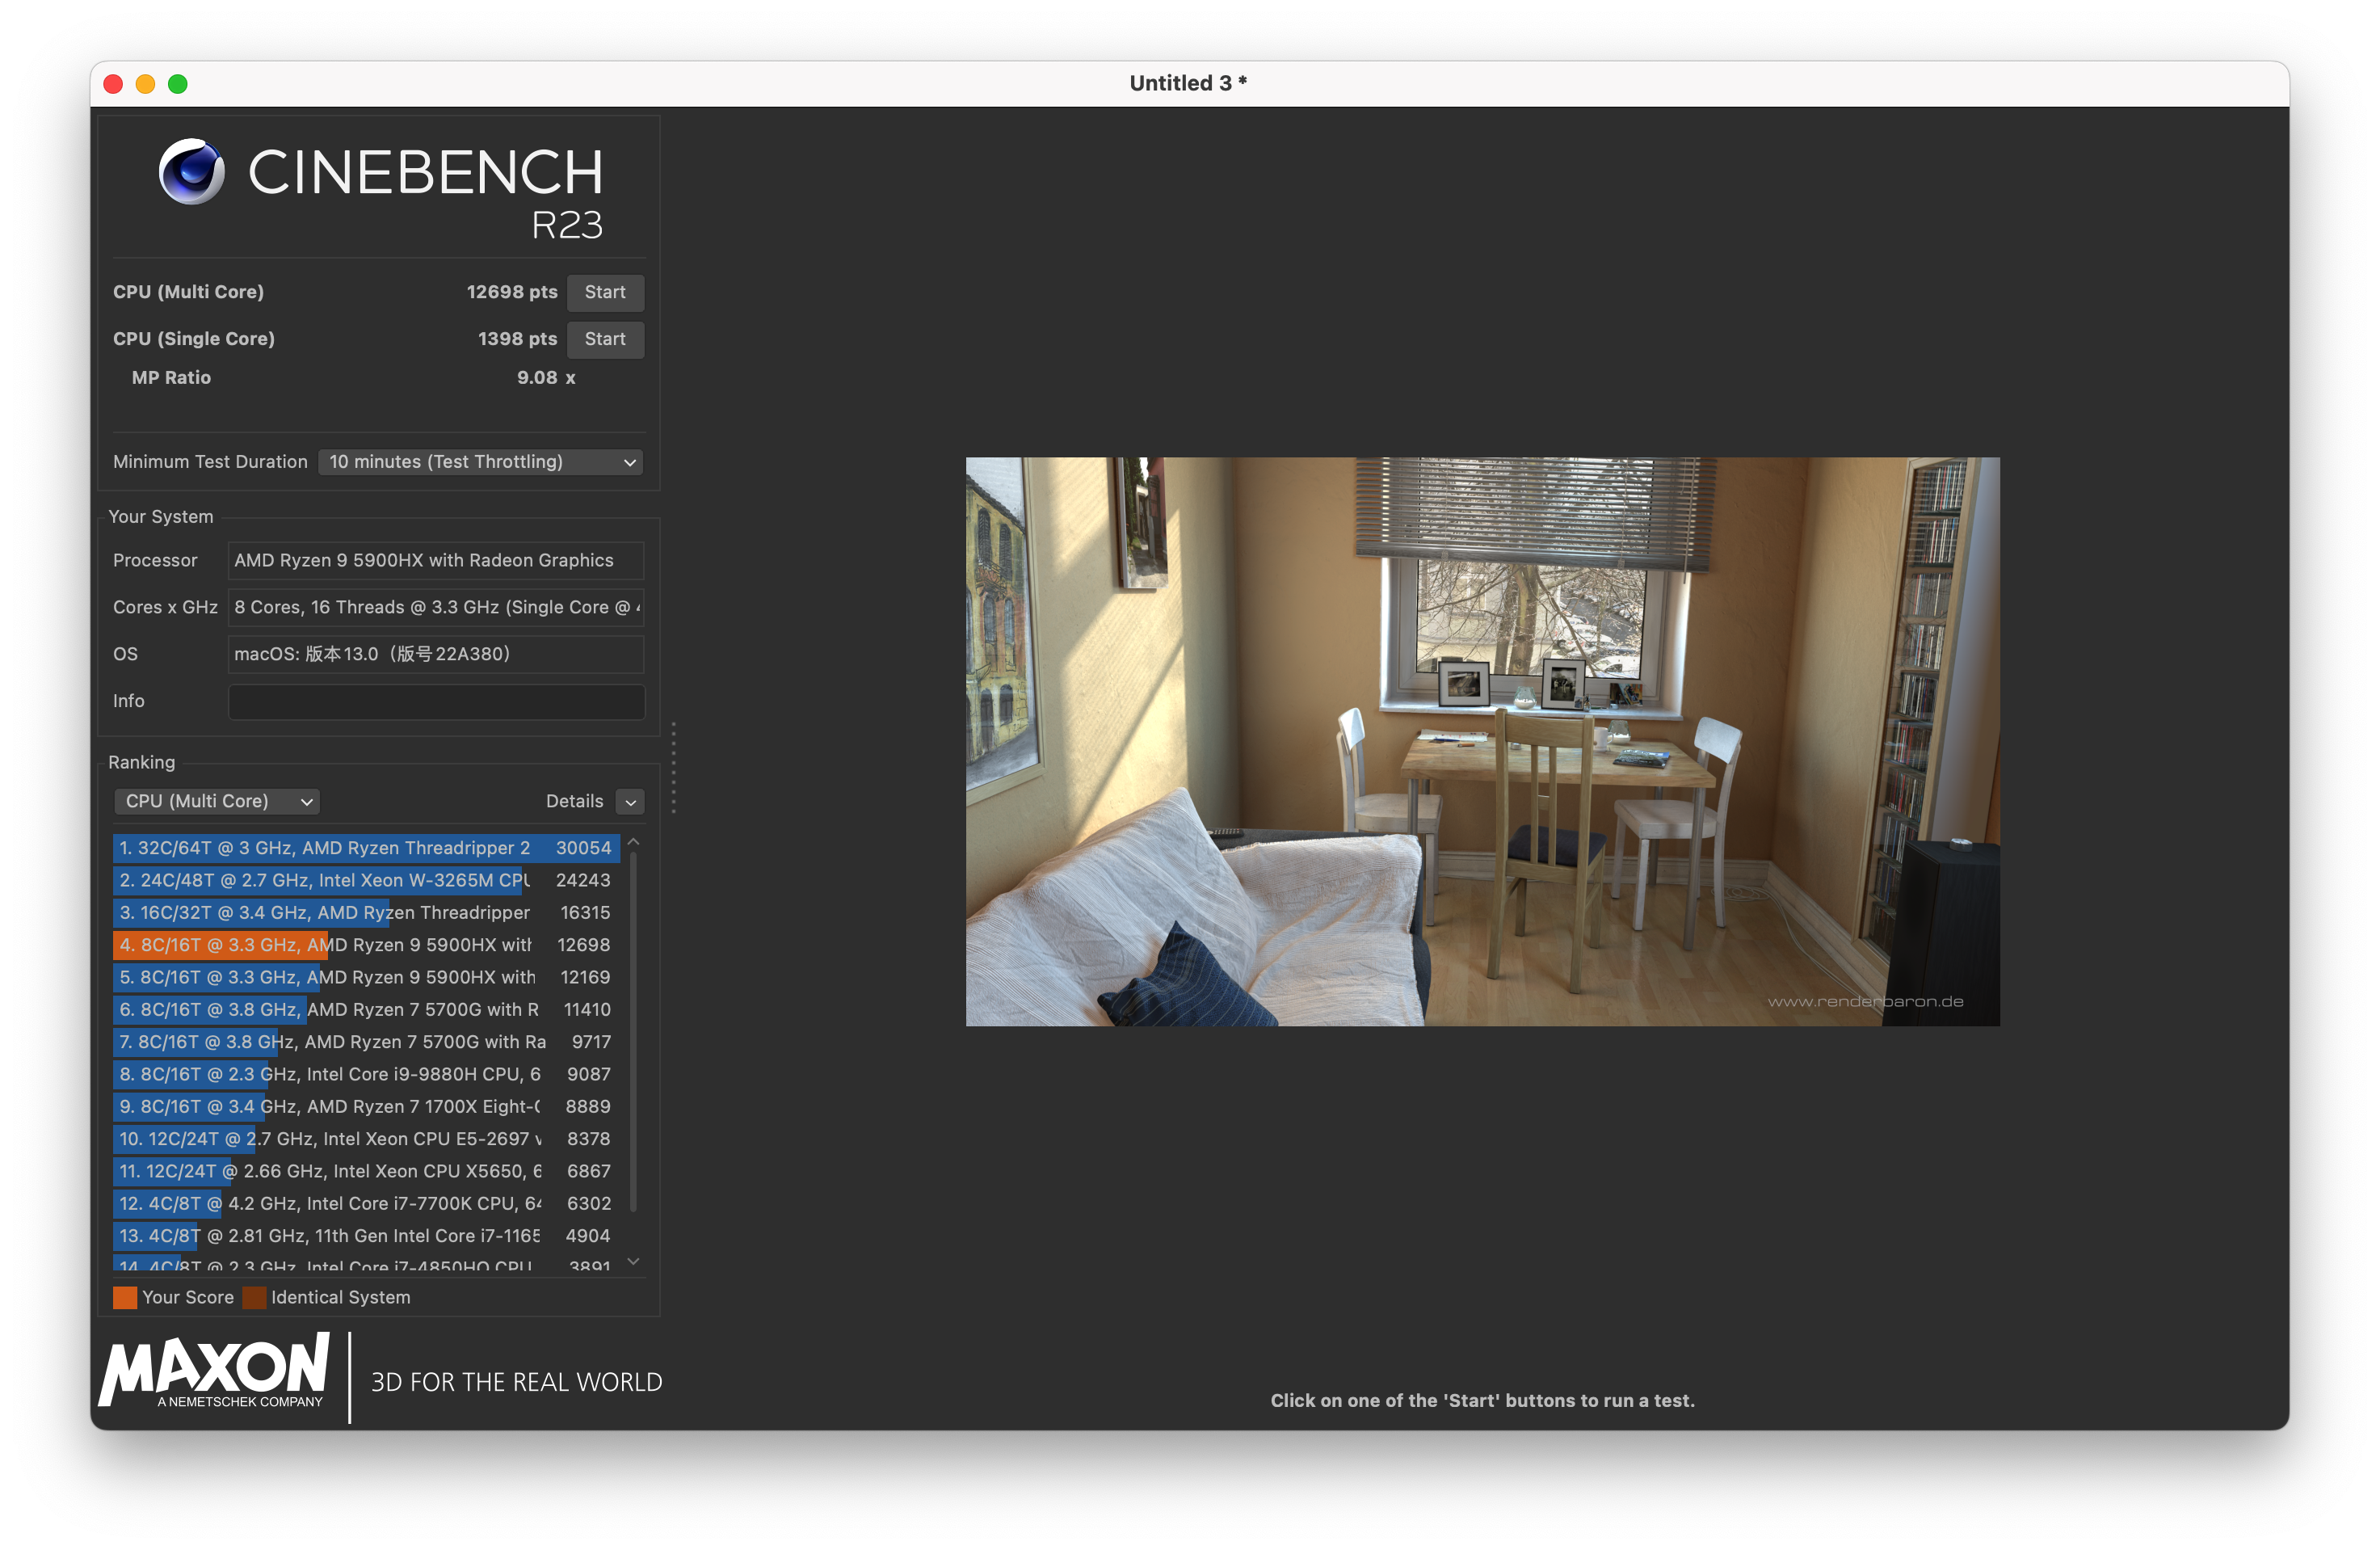 Untitled 3 *
CINEBENCH
R23
CPU (Multi Core) 12698 pts Start
CPU (Single Core) 1398 pts Start
MP Ratio 9.08 x
Minimum Test Duration 10 minutes (Test Throttling)
Your System
Processor AMD Ryzen 9 5900HX with Radeon Graphics
Cores x GHz 8 Cores, 16 Threads @ 3.3 GHz (Single Core @
OS macOS: 版本13.0（版号22A380）
Info
Ranking
CPU (Multi Core) Details
1. 32C/64T @ 3 GHz, AMD Ryzen Threadripper 2 30054
2. 24C/48T @ 2.7 GHz, Intel Xeon W-3265M CPU 24243
3. 16C/32T @ 3.4 GHz, AMD Ryzen Threadripper 16315
4. 8C/16T @ 3.3 GHz, AMD Ryzen 9 5900HX with 12698
5. 8C/16T @ 3.3 GHz, AMD Ryzen 9 5900HX with 12169
6. 8C/16T @ 3.8 GHz, AMD Ryzen 7 5700G with R 11410
7. 8C/16T @ 3.8 GHz, AMD Ryzen 7 5700G with Ra 9717
8. 8C/16T @ 2.3 GHz, Intel Core i9-9880H CPU, 6 9087
9. 8C/16T @ 3.4 GHz, AMD Ryzen 7 1700X Eight-C 8889
10. 12C/24T @ 2.7 GHz, Intel Xeon CPU E5-2697 v 8378
11. 12C/24T @ 2.66 GHz, Intel Xeon CPU X5650, 6 6867
12. 4C/8T @ 4.2 GHz, Intel Core i7-7700K CPU, 64 6302
13. 4C/8T @ 2.81 GHz, 11th Gen Intel Core i7-1165 4904
14. 4C/8T @ 2.3 GHz, Intel Core i7-4850HQ CPU 3891
Your Score Identical System
MAXON
A NEMETSCHEK COMPANY
3D FOR THE REAL WORLD
www.renderbaron.de
Click on one of the 'Start' buttons to run a test.